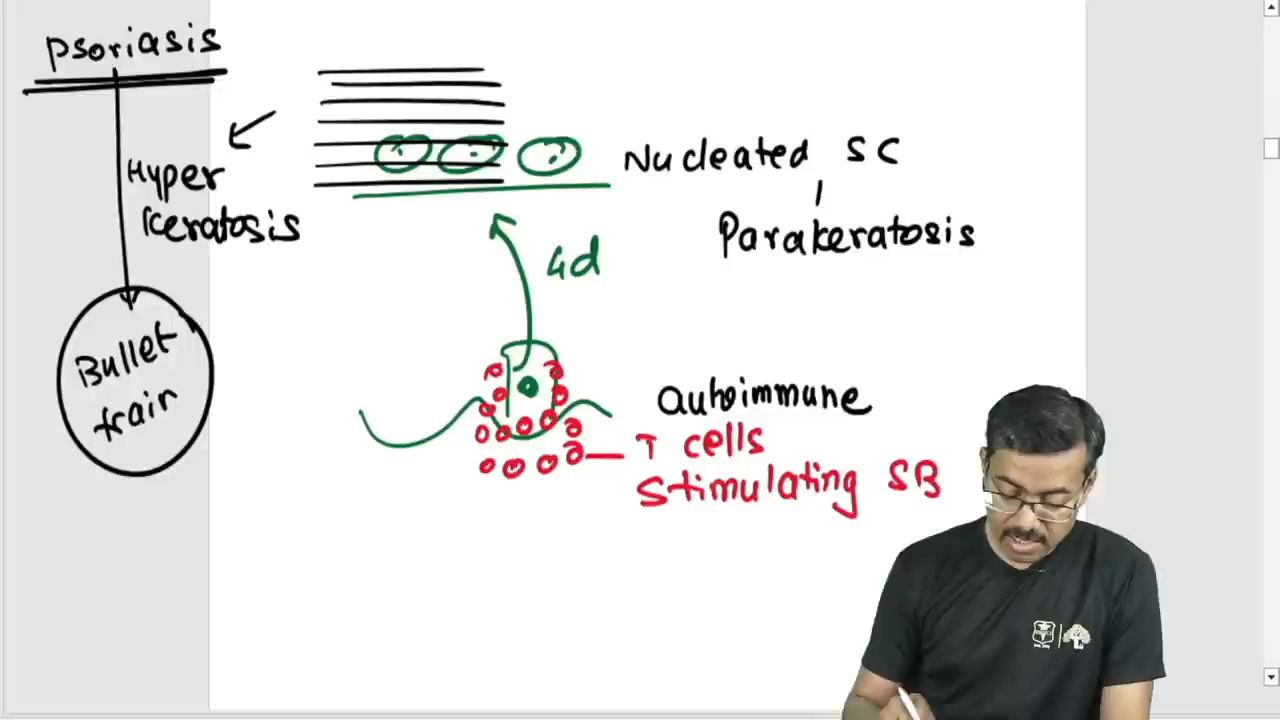 Psoriasis
Hyper
Keratosis
Bullet
train
Nucleated SC
Parakeratosis
4d
autoimmune
T cells
Stimulating SB